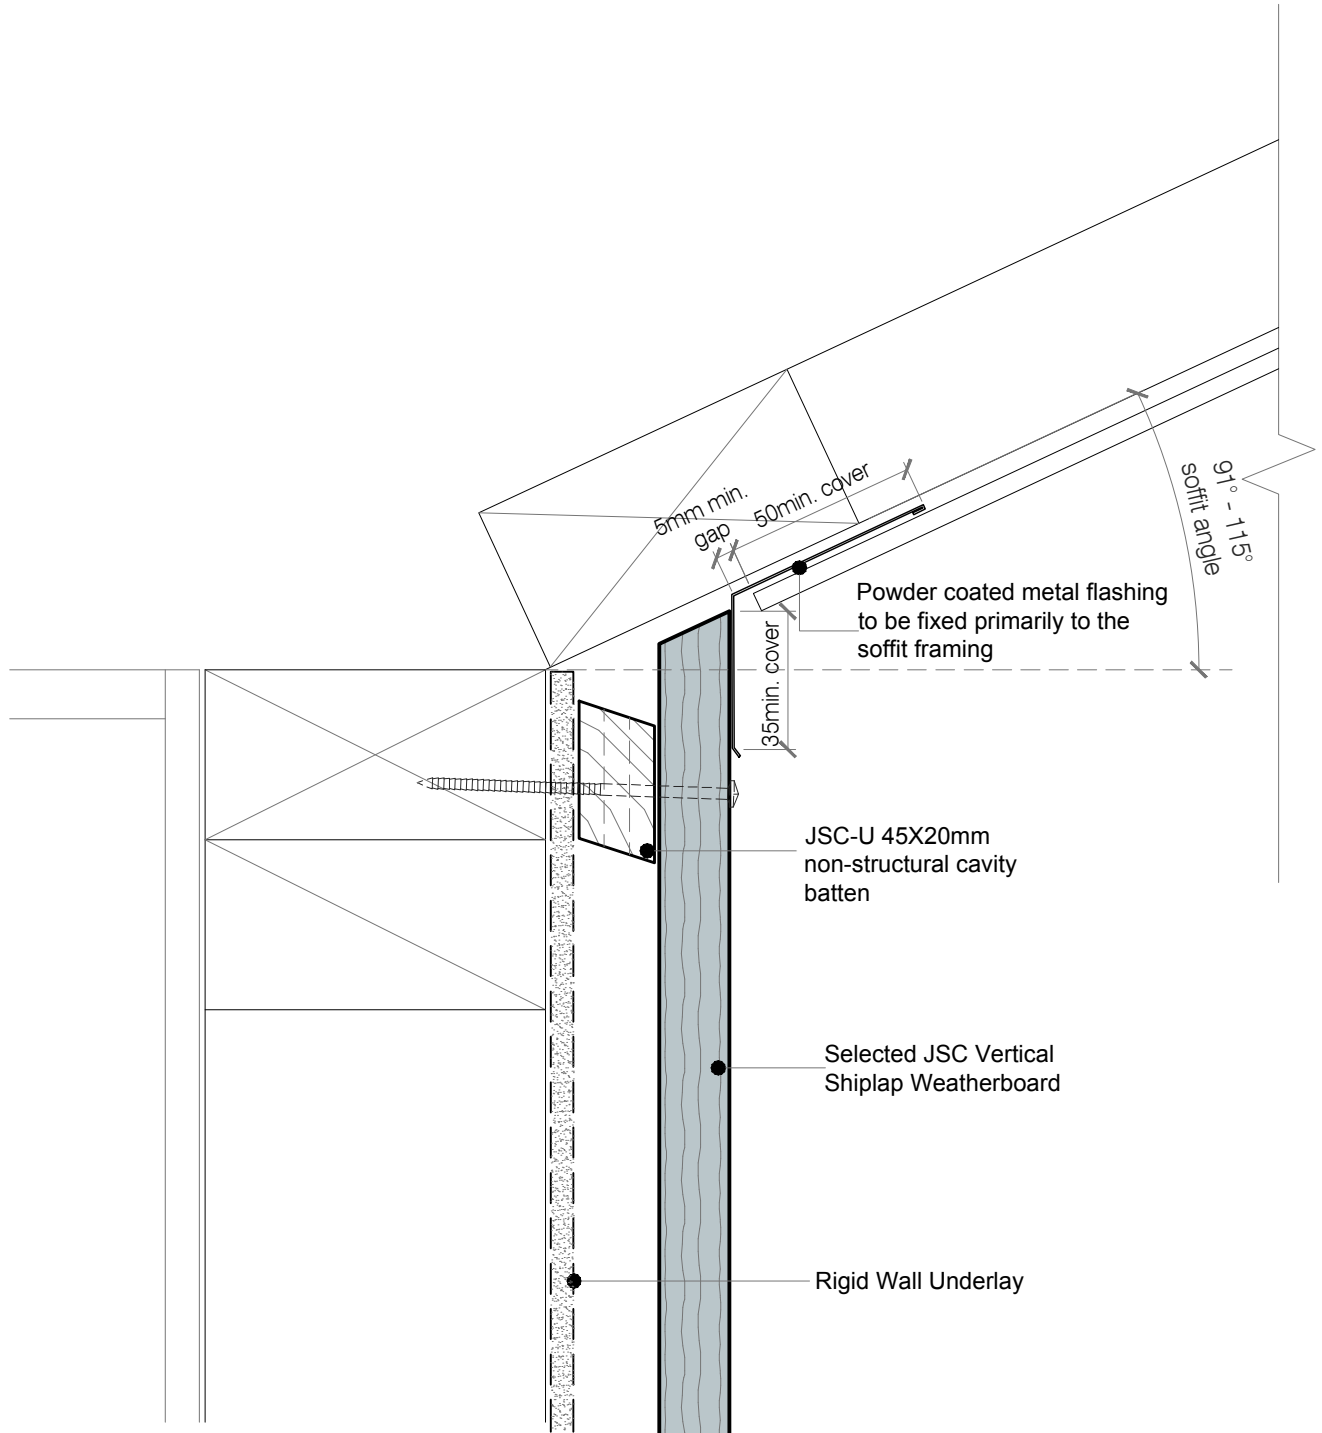 5mm min.
gap
50min. cover
91° - 115°
soffit angle
Powder coated metal flashing
to be fixed primarily to the
soffit framing
35min. cover
JSC-U 45X20mm
non-structural cavity
batten
Selected JSC Vertical
Shiplap Weatherboard
Rigid Wall Underlay